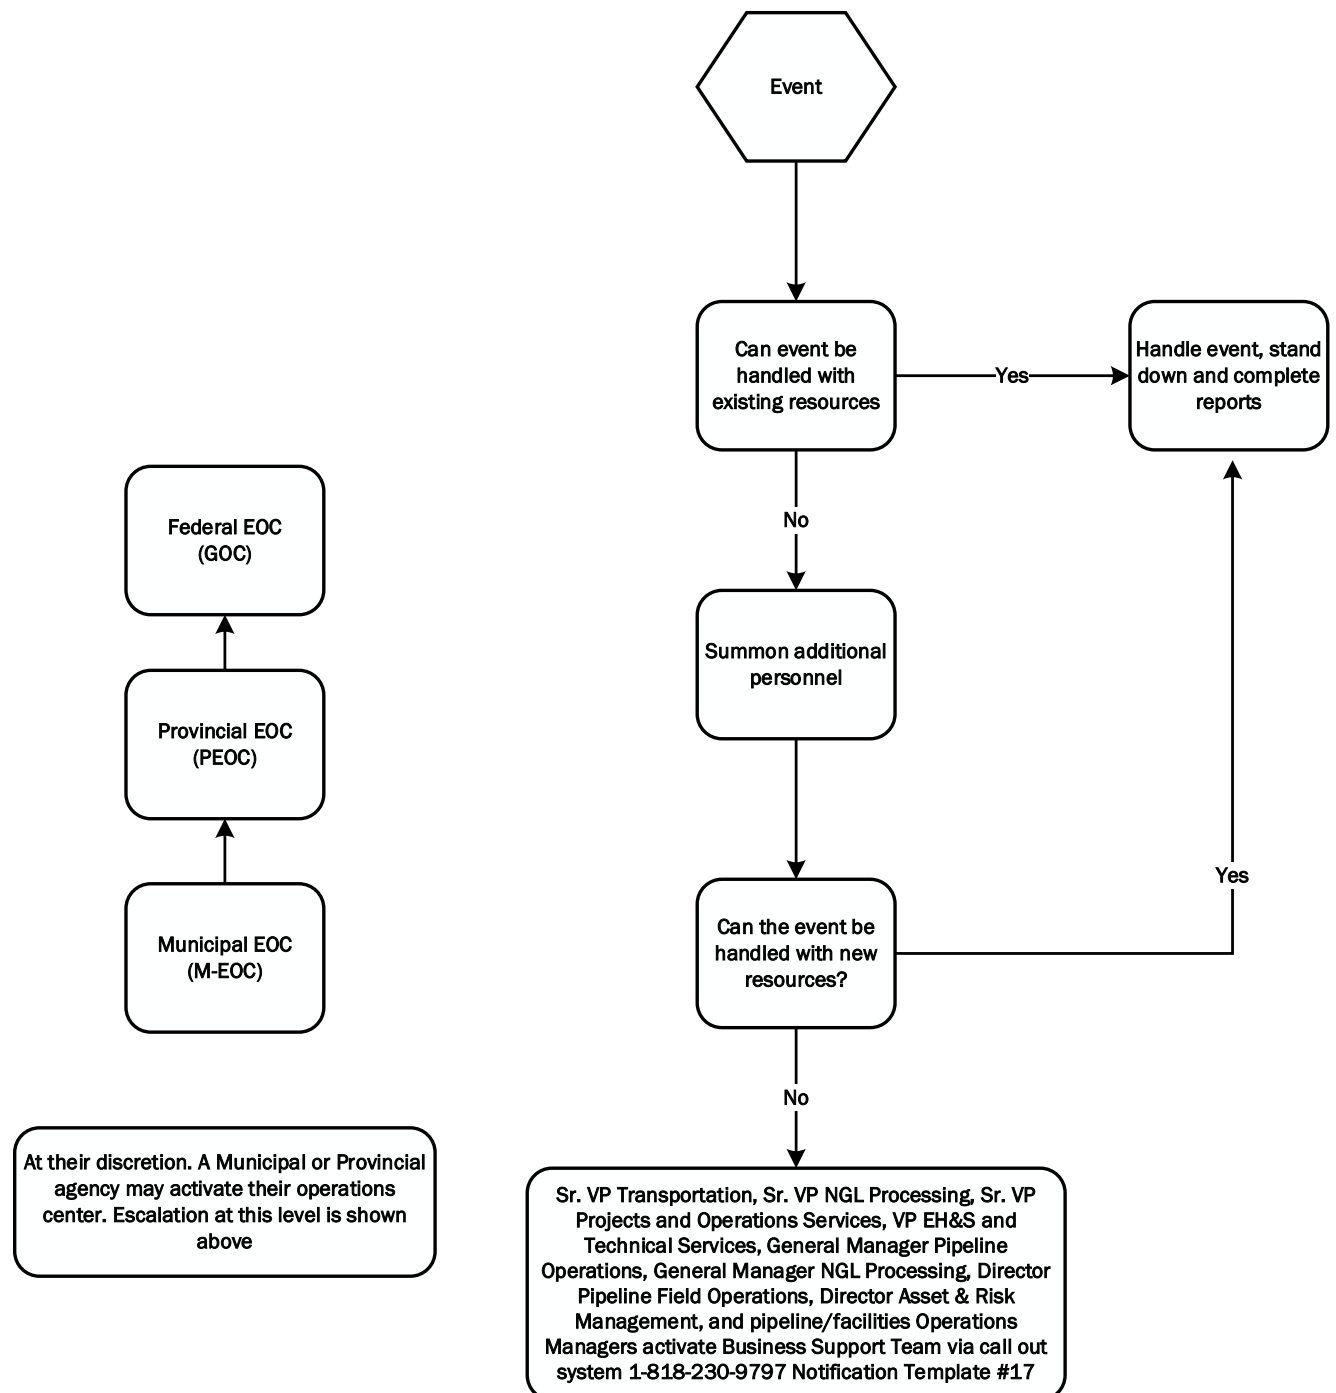 Event
Can event be
handled with
existing resources
Yes
Handle event, stand
down and complete
reports
No
Summon additional
personnel
Can the event be
handled with new
resources?
Yes
No
Sr. VP Transportation, Sr. VP NGL Processing, Sr. VP
Projects and Operations Services, VP EH&S and
Technical Services, General Manager Pipeline
Operations, General Manager NGL Processing, Director
Pipeline Field Operations, Director Asset & Risk
Management, and pipeline/facilities Operations
Managers activate Business Support Team via call out
system 1-818-230-9797 Notification Template #17
Federal EOC
(GOC)
Provincial EOC
(PEOC)
Municipal EOC
(M-EOC)
At their discretion. A Municipal or Provincial
agency may activate their operations
center. Escalation at this level is shown
above